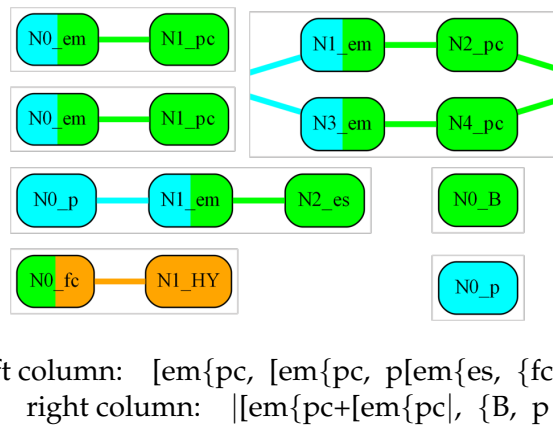 N0_em N1_pc
N1_em N2_pc
N0_em N1_pc
N3_em N4_pc
N0_p N1_em N2_es
N0_B
N0_fc N1_HY
N0_p
column: [em{pc, [em{pc, p[em{es, {fc
right column: |[em{pc+[em{pc|, {B, p